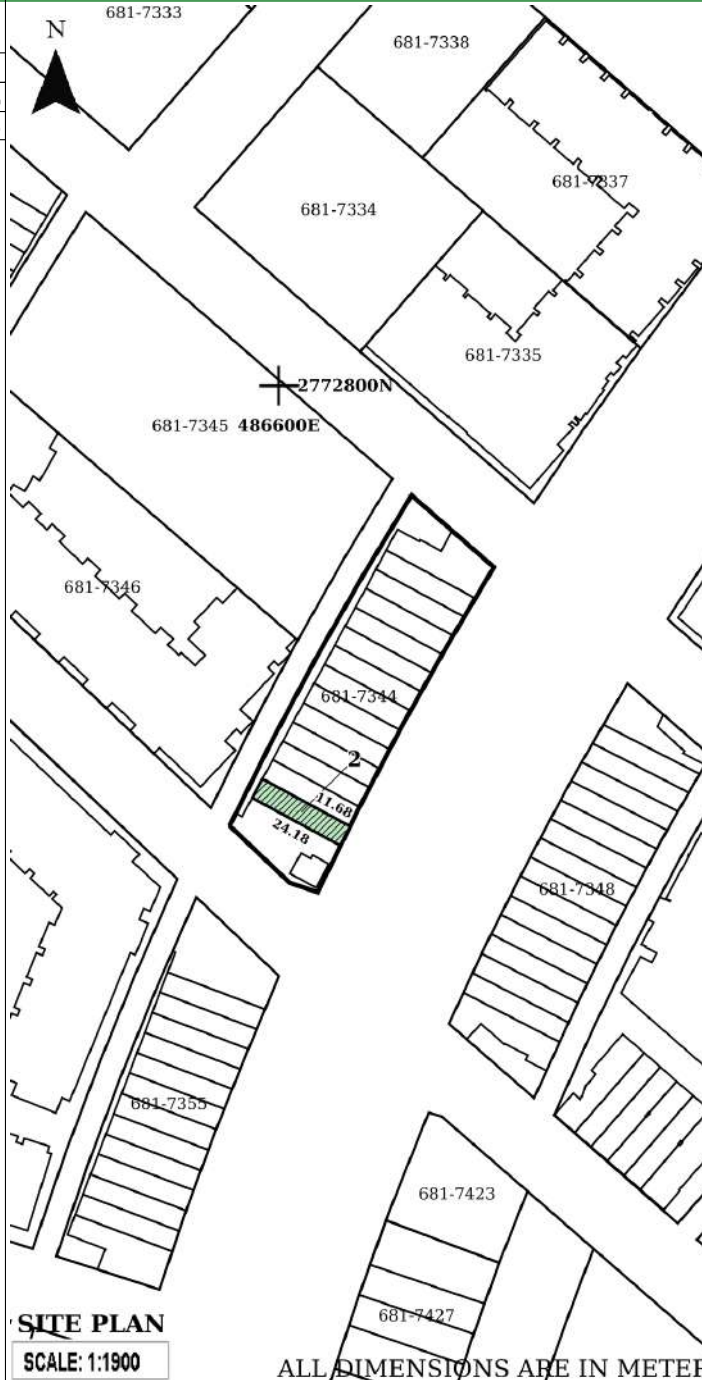 681-7333
N
681-7338
681-7337
681-7334
681-7335
2772800N
681-7345 486600E
681-7346
681-7344
2
11.68
24.18
681-7348
681-7355
681-7423
681-7427
SITE PLAN
SCALE: 1:1900
ALL DIMENSIONS ARE IN METER